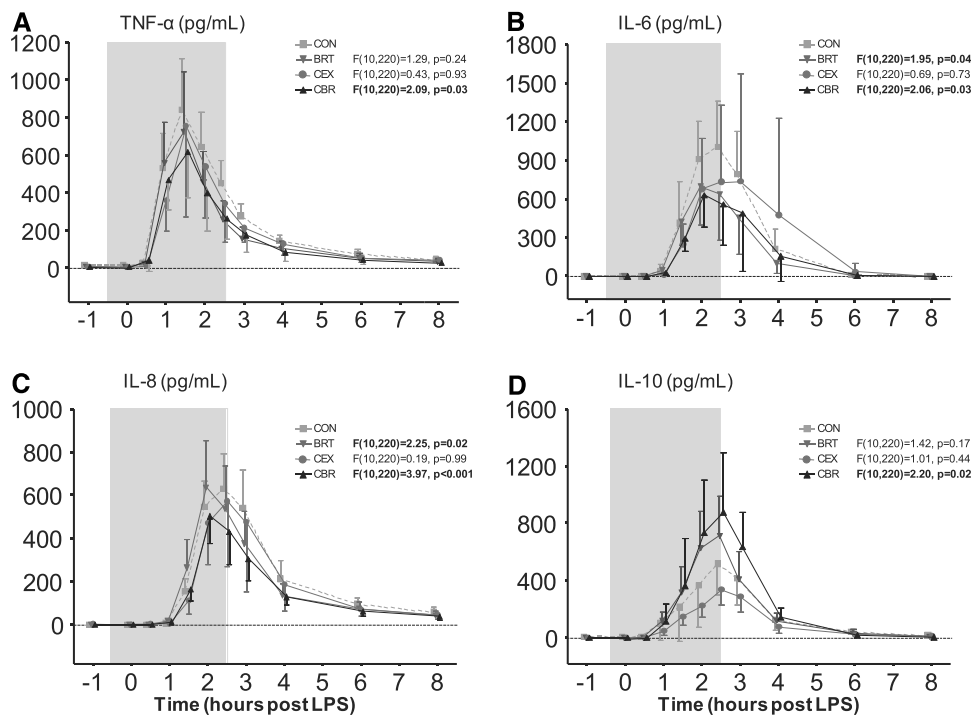 A TNF-α (pg/mL)
1200
1000
800
600
400
200
0
CON
BRT F(10,220)=1.29, p=0.24
CEX F(10,220)=0.43, p=0.93
CBR F(10,220)=2.09, p=0.03
-1 0 1 2 3 4 5 6 7 8
B IL-6 (pg/mL)
1800
1500
1200
900
600
300
0
CON
BRT F(10,220)=1.95, p=0.04
CEX F(10,220)=0.69, p=0.73
CBR F(10,220)=2.06, p=0.03
-1 0 1 2 3 4 5 6 7 8
C IL-8 (pg/mL)
1000
800
600
400
200
0
CON
BRT F(10,220)=2.25, p=0.02
CEX F(10,220)=0.19, p=0.99
CBR F(10,220)=3.97, p<0.001
-1 0 1 2 3 4 5 6 7 8
Time (hours post LPS)
D IL-10 (pg/mL)
1600
1200
800
400
0
CON
BRT F(10,220)=1.42, p=0.17
CEX F(10,220)=1.01, p=0.44
CBR F(10,220)=2.20, p=0.02
-1 0 1 2 3 4 5 6 7 8
Time (hours post LPS)